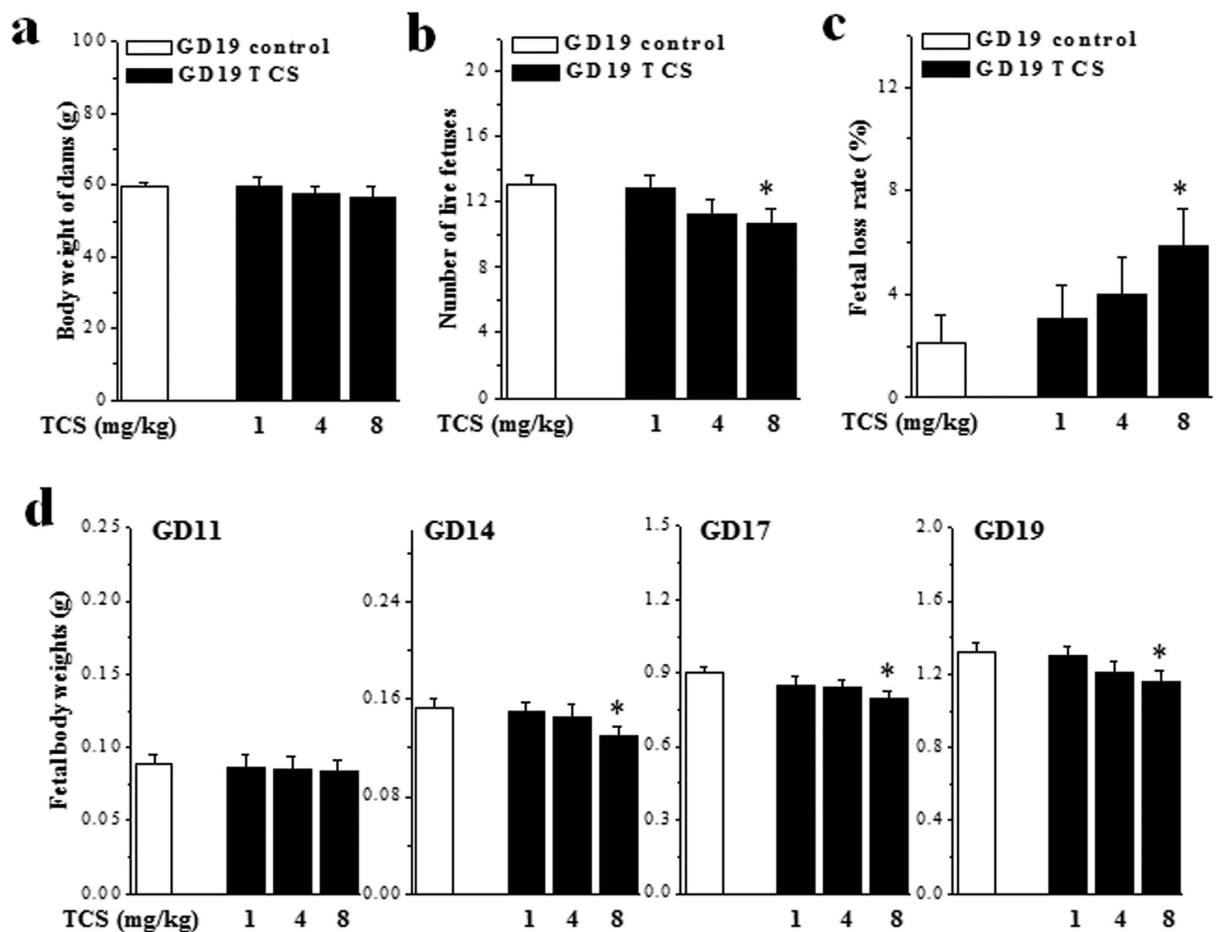 a
GD19 control
GD19 TCS
Body weight of dams (g)
100
80
60
40
20
0
TCS (mg/kg) 1 4 8
b
GD19 control
GD19 TCS
Number of live fetuses
20
16
12
8
4
0
*
TCS (mg/kg) 1 4 8
c
GD19 control
GD19 TCS
Fetal loss rate (%)
12
8
4
0
*
TCS (mg/kg) 1 4 8
d
Fetal body weights (g)
GD11
0.25
0.20
0.15
0.10
0.05
0.00
TCS (mg/kg) 1 4 8
GD14
0.24
0.16
0.08
0.00
*
1 4 8
GD17
1.5
1.2
0.9
0.6
0.3
0.0
*
1 4 8
GD19
2.0
1.6
1.2
0.8
0.4
0.0
*
1 4 8